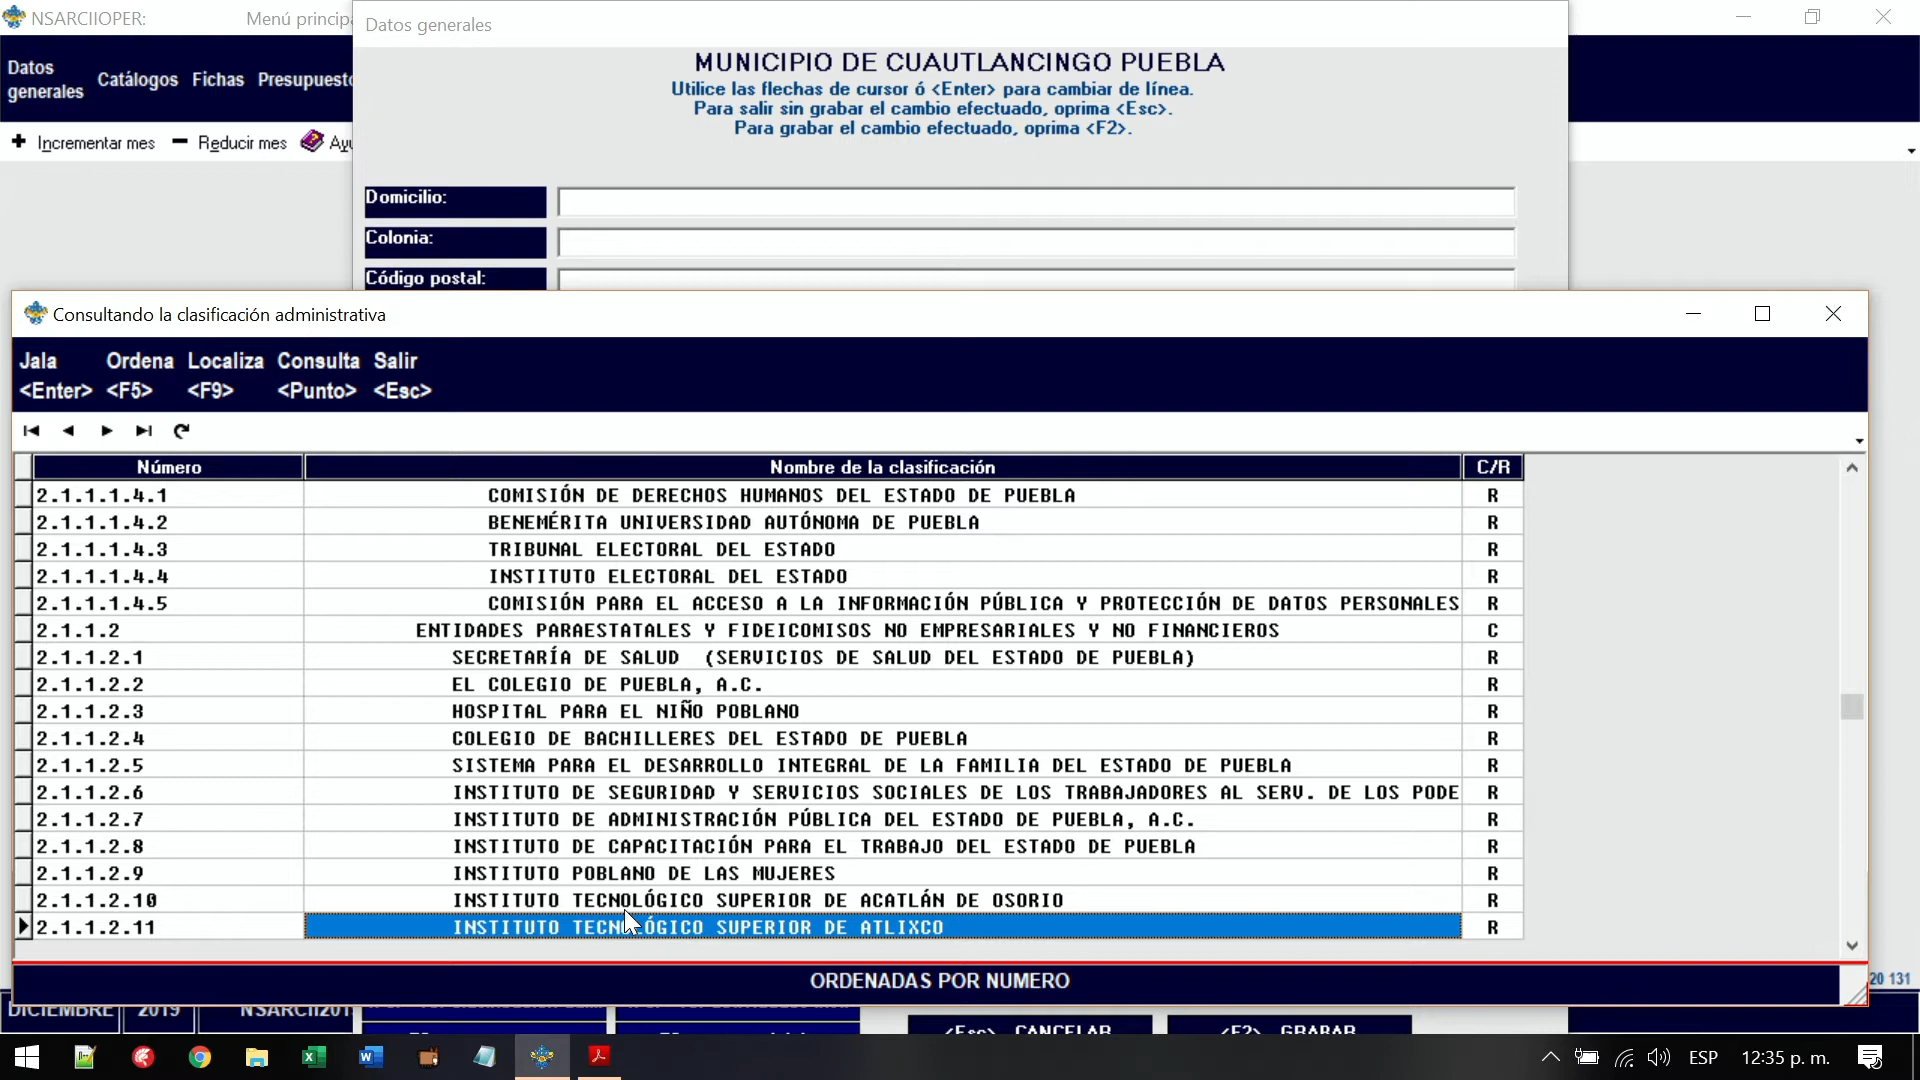 NSARCIIOPER: Menú principa
Datos generales
Datos generales Catálogos Fichas Presupuesto
Incrementar mes Reducir mes Ayu
MUNICIPIO DE CUAUTLANCINGO PUEBLA
Utilice las flechas de cursor ó <Enter> para cambiar de línea.
Para salir sin grabar el cambio efectuado, oprima <Esc>.
Para grabar el cambio efectuado, oprima <F2>.
Domicilio:
Colonia:
Código postal:
Consultando la clasificación administrativa
Jala Ordena Localiza Consulta Salir
<Enter> <F5> <F9> <Punto> <Esc>
Número Nombre de la clasificación C/R
2.1.1.1.4.1 COMISIÓN DE DERECHOS HUMANOS DEL ESTADO DE PUEBLA R
2.1.1.1.4.2 BENEMÉRITA UNIVERSIDAD AUTÓNOMA DE PUEBLA R
2.1.1.1.4.3 TRIBUNAL ELECTORAL DEL ESTADO R
2.1.1.1.4.4 INSTITUTO ELECTORAL DEL ESTADO R
2.1.1.1.4.5 COMISIÓN PARA EL ACCESO A LA INFORMACIÓN PÚBLICA Y PROTECCIÓN DE DATOS PERSONALES R
2.1.1.2 ENTIDADES PARAESTATALES Y FIDEICOMISOS NO EMPRESARIALES Y NO FINANCIEROS C
2.1.1.2.1 SECRETARÍA DE SALUD (SERVICIOS DE SALUD DEL ESTADO DE PUEBLA) R
2.1.1.2.2 EL COLEGIO DE PUEBLA, A.C. R
2.1.1.2.3 HOSPITAL PARA EL NIÑO POBLANO R
2.1.1.2.4 COLEGIO DE BACHILLERES DEL ESTADO DE PUEBLA R
2.1.1.2.5 SISTEMA PARA EL DESARROLLO INTEGRAL DE LA FAMILIA DEL ESTADO DE PUEBLA R
2.1.1.2.6 INSTITUTO DE SEGURIDAD Y SERVICIOS SOCIALES DE LOS TRABAJADORES AL SERV. DE LOS PODE R
2.1.1.2.7 INSTITUTO DE ADMINISTRACIÓN PÚBLICA DEL ESTADO DE PUEBLA, A.C. R
2.1.1.2.8 INSTITUTO DE CAPACITACIÓN PARA EL TRABAJO DEL ESTADO DE PUEBLA R
2.1.1.2.9 INSTITUTO POBLANO DE LAS MUJERES R
2.1.1.2.10 INSTITUTO TECNOLÓGICO SUPERIOR DE ACATLÁN DE OSORIO R
2.1.1.2.11 INSTITUTO TECNOLÓGICO SUPERIOR DE ATLIXCO R
ORDENADAS POR NUMERO
20 131
DICIEMBRE 2019 NSARCII201
<Esc> CANCELAR <F2> GRABAR
ESP 12:35 p. m.